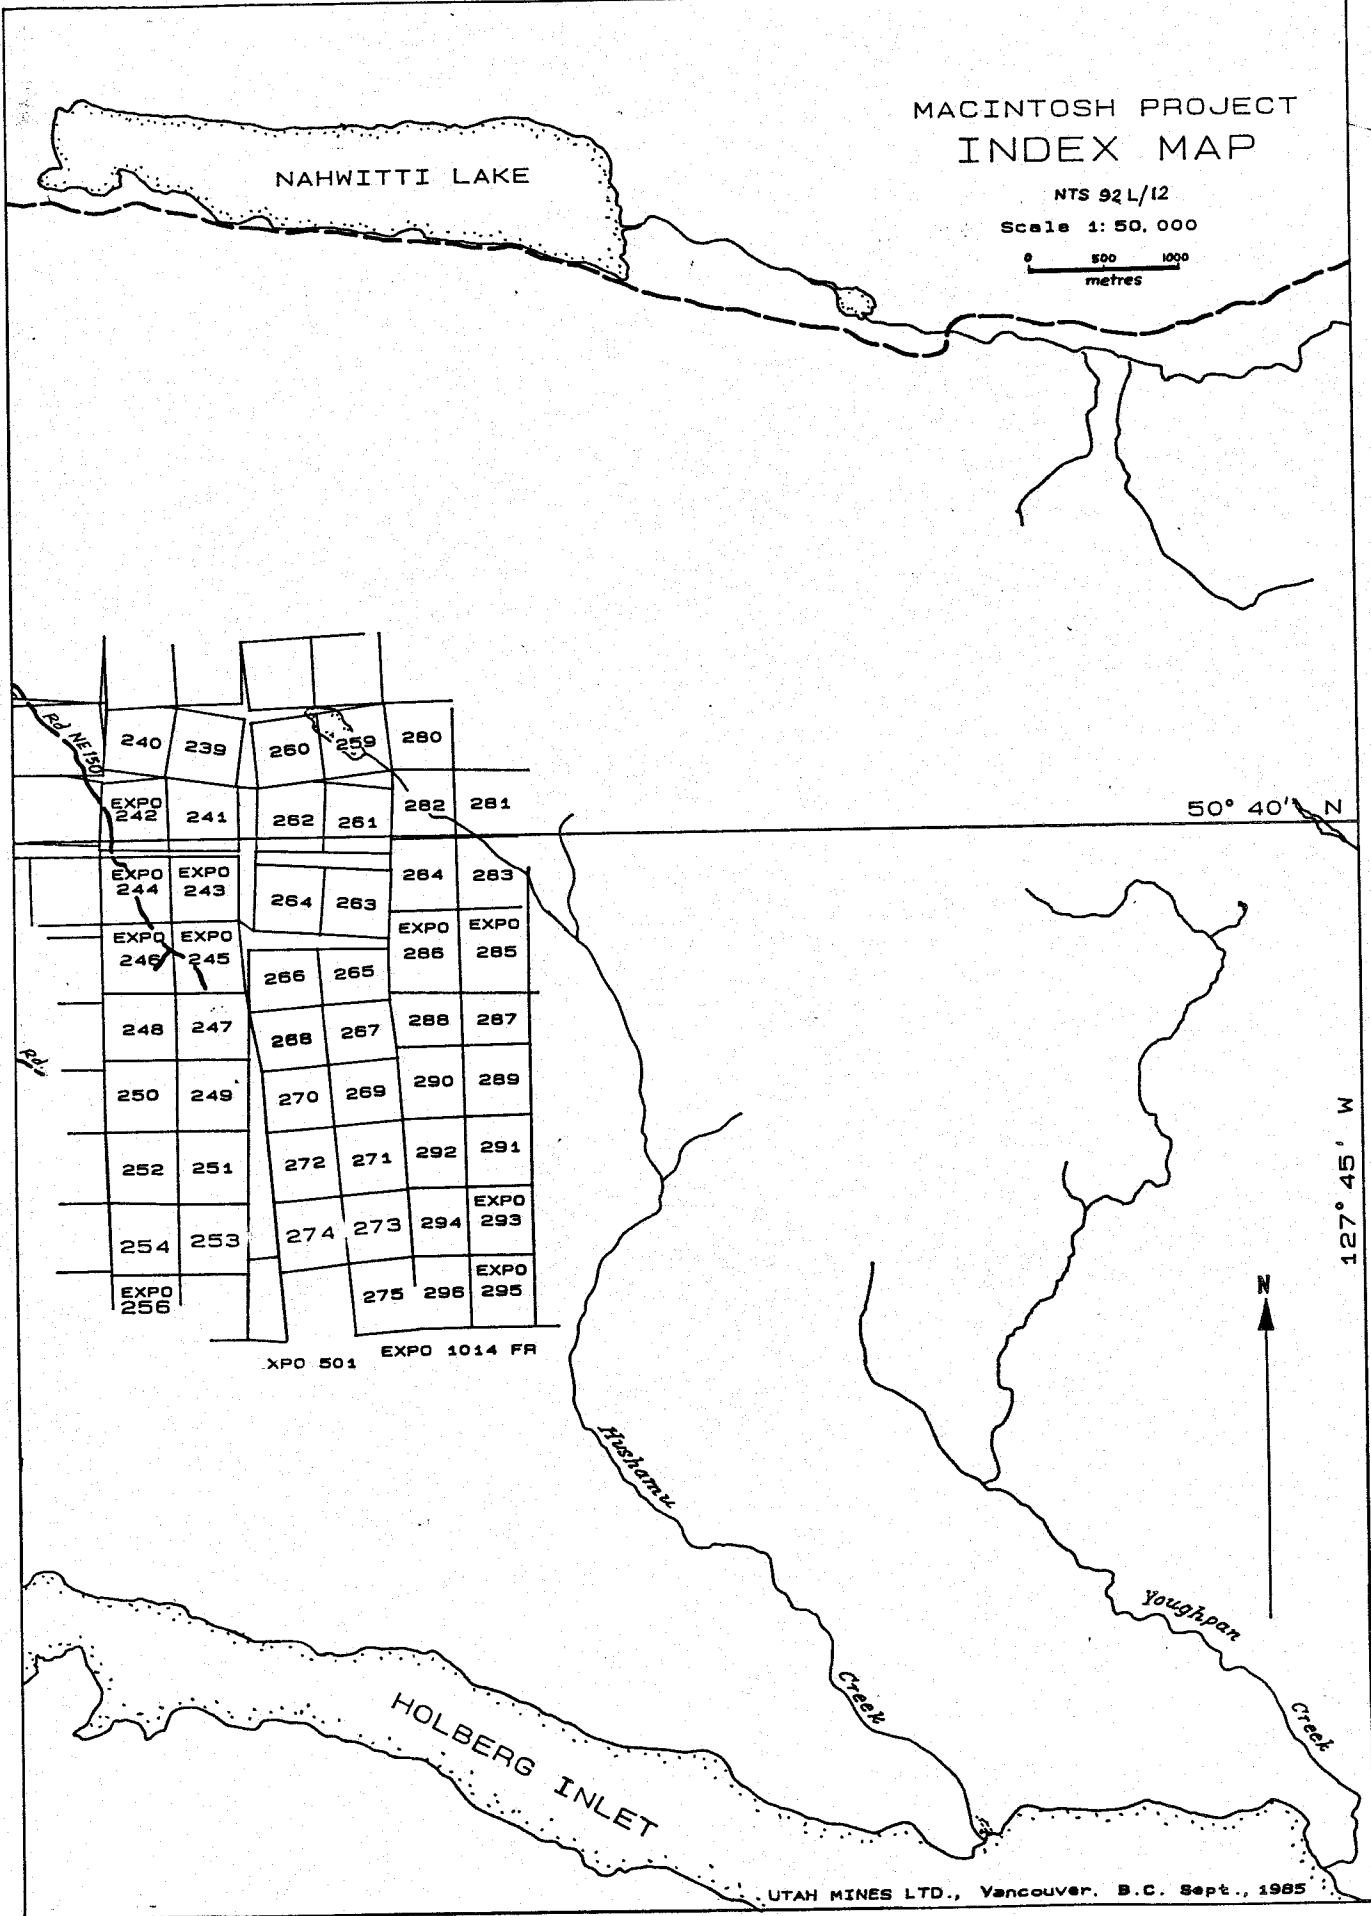 MACINTOSH PROJECT
INDEX MAP
NTS 92 L/12
Scale 1: 50,000
0 500 1000
metres
NAHWITTI LAKE
Rd NE150
240 239 260 259 280
EXPO
242 241 262 261 282 281
50° 40' N
EXPO EXPO
244 243 264 263 284 283
EXPO EXPO EXPO EXPO
246 245 266 265 286 285
248 247 268 267 288 287
Rd.
250 249 270 269 290 289
252 251 272 271 292 291
EXPO
254 253 274 273 294 293
EXPO EXPO
256 275 296 295
XPO 501 EXPO 1014 FR
127° 45' W
N
Hushamu
Creek
Youghpan
Creek
HOLBERG INLET
UTAH MINES LTD., Vancouver. B.C. Sept., 1985